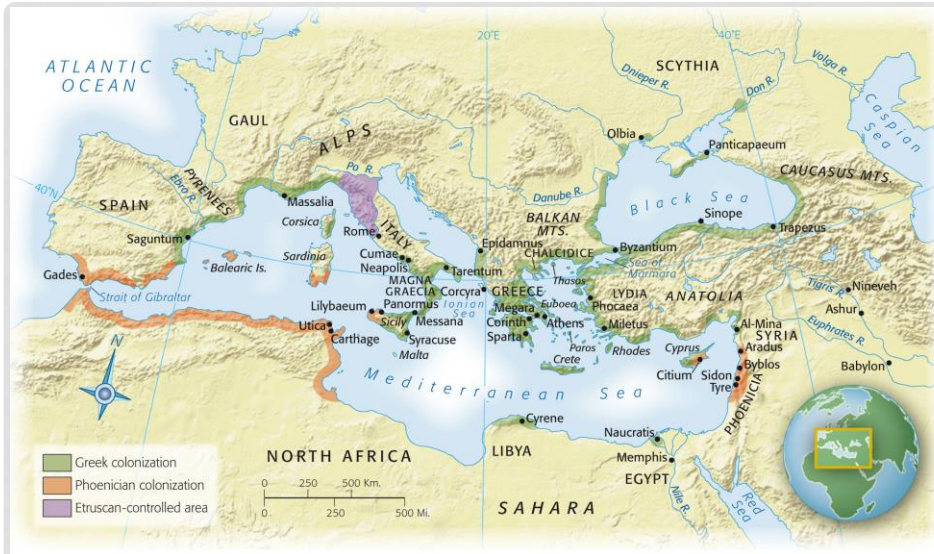 0°
20°E
40°E
ATLANTIC
OCEAN
SCYTHIA
Dnieper R.
Don R.
Volga R.
Caspian
Sea
GAUL
ALPS
Olbia
Panticapaeum
CAUCASUS MTS.
Po R.
40°N
Ebro R.
PYRENEES
Massalia
Danube R.
Black Sea
Sinope
Trapezus
SPAIN
Corsica
ITALY
BALKAN
MTS.
Saguntum
Rome
Epidamnus
CHALCIDICE
Byzantium
Sea of
Marmara
40°N
Balearic Is.
Sardinia
Cumae
Neapolis
Tarentum
Thasos
Gades
MAGNA
GRAECIA
Corcyra
GREECE
LYDIA
ANATOLIA
Tigris R.
Nineveh
Strait of Gibraltar
Lilybaeum
Panormus
Ionian
Sea
Megara
Euboea
Phocaea
Ashur
Utica
Sicily
Messana
Corinth
Athens
Miletus
Al-Mina
SYRIA
Euphrates R.
Carthage
Syracuse
Sparta
Paros
Rhodes
Cyprus
Aradus
Malta
Crete
Citium
Byblos
Babylon
N
Mediterranean Sea
Sidon
Tyre
PHOENICIA
Cyrene
Naucratis
NORTH AFRICA
LIBYA
Memphis
EGYPT
Nile R.
Red
Sea
SAHARA
Greek colonization
Phoenician colonization
Etruscan-controlled area
0 250 500 Km.
0 250 500 Mi.